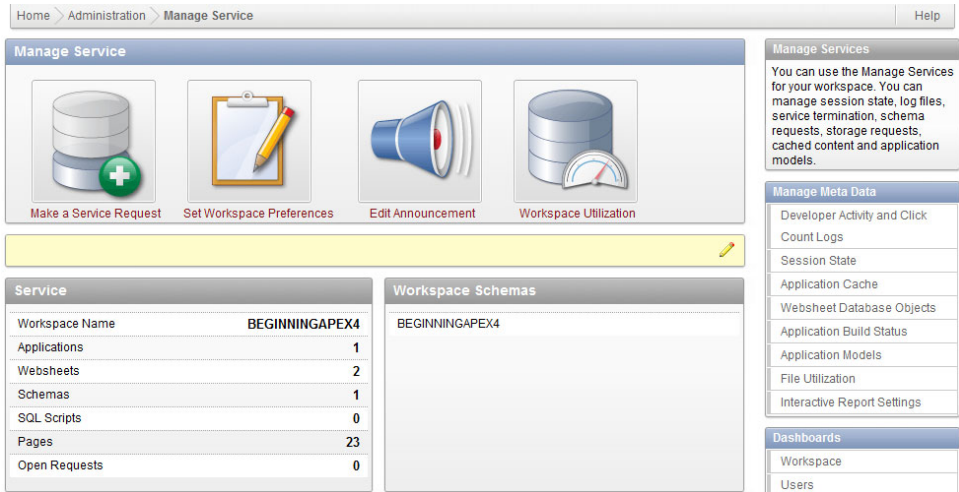 Home Administration Manage Service Help
Manage Service
Make a Service Request
Set Workspace Preferences
Edit Announcement
Workspace Utilization
Service
Workspace Name BEGINNINGAPEX4
Applications 1
Websheets 2
Schemas 1
SQL Scripts 0
Pages 23
Open Requests 0
Workspace Schemas
BEGINNINGAPEX4
Manage Services
You can use the Manage Services
for your workspace. You can
manage session state, log files,
service termination, schema
requests, storage requests,
cached content and application
models.
Manage Meta Data
Developer Activity and Click
Count Logs
Session State
Application Cache
Websheet Database Objects
Application Build Status
Application Models
File Utilization
Interactive Report Settings
Dashboards
Workspace
Users